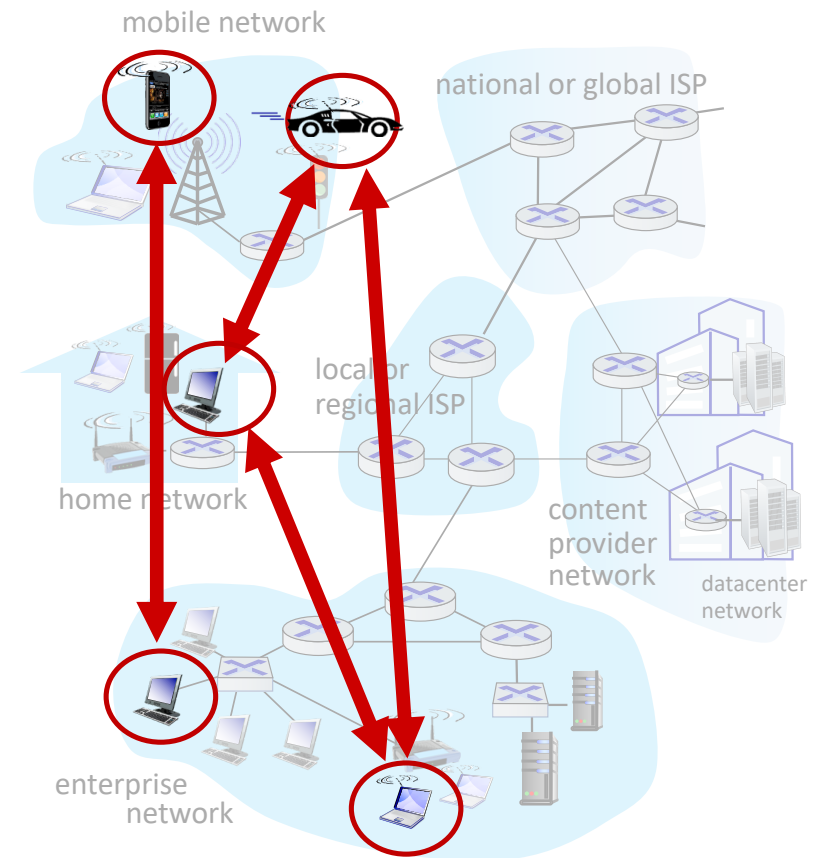 mobile network
national or global ISP
local or
regional ISP
home network
content
provider
network
datacenter
network
enterprise
network